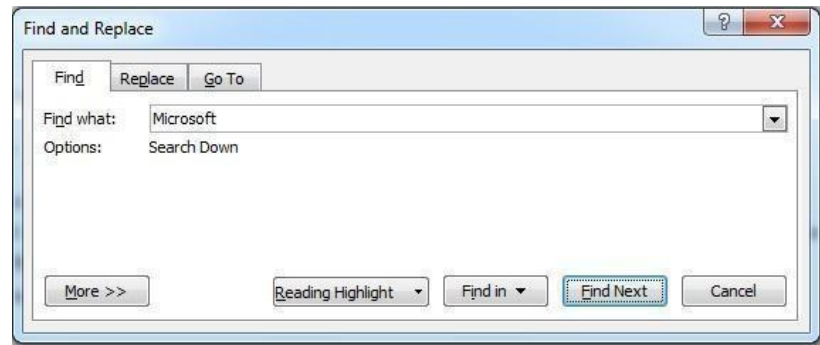 Find and Replace
Find Replace Go To
Find what: Microsoft
Options: Search Down
More >> Reading Highlight Find in Find Next Cancel